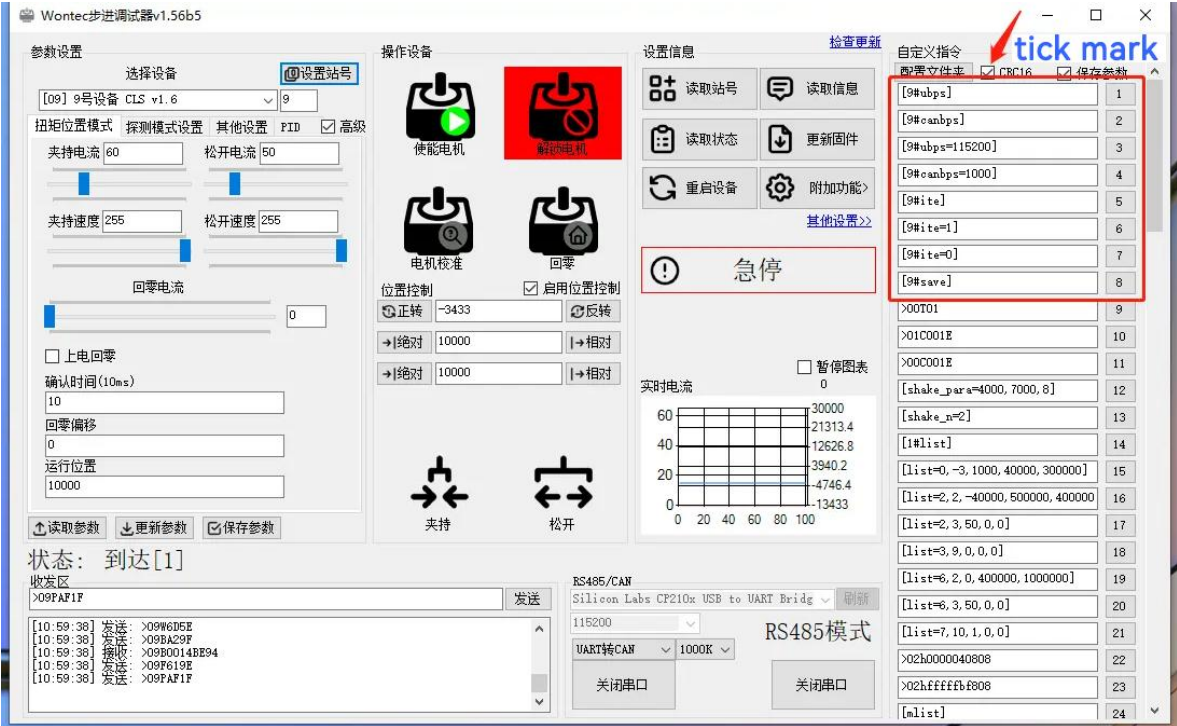 Wontec步进调试器v1.56b5
参数设置
选择设备
设置站号
[09] 9号设备 CLS v1.6
9
扭矩位置模式 探测模式设置 其他设置 PID 高级
夹持电流 60
松开电流 50
夹持速度 255
松开速度 255
回零电流
0
上电回零
确认时间(10ms)
10
回零偏移
0
运行位置
10000
读取参数 更新参数 保存参数
操作设备
使能电机
解锁电机
电机校准
回零
位置控制
启用位置控制
正转 -3433 反转
绝对 10000 相对
绝对 10000 相对
夹持
松开
设置信息
检查更新
读取站号
读取信息
读取状态
更新固件
重启设备
附加功能>
其他设置>>
急停
暂停图表
实时电流
0
60
40
20
0
30000
21313.4
12626.8
3940.2
-4746.4
-13433
0 20 40 60 80 100
自定义指令
tick mark
配置文件夹 CRC16 保存参数
[9#ubps] 1
[9#canbps] 2
[9#ubps=115200] 3
[9#canbps=1000] 4
[9#ite] 5
[9#ite=1] 6
[9#ite=0] 7
[9#save] 8
>00T01 9
>01C001E 10
>00C001E 11
[shake_para=4000,7000,8] 12
[shake_n=2] 13
[1#list] 14
[list=0,-3,1000,40000,300000] 15
[list=2,2,-40000,500000,400000 16
[list=2,3,50,0,0] 17
[list=3,9,0,0,0] 18
[list=6,2,0,400000,1000000] 19
[list=6,3,50,0,0] 20
[list=7,10,1,0,0] 21
>02h0000040808 22
>02hfffffbf808 23
[mlist] 24
状态: 到达[1]
收发区
>09PAF1F
发送
[10:59:38] 发送: >09W6D5E
[10:59:38] 发送: >09BA29F
[10:59:38] 接收: >09B0014BE94
[10:59:38] 发送: >09F619E
[10:59:38] 发送: >09PAF1F
RS485/CAN
Silicon Labs CP210x USB to UART Bridg
刷新
115200
RS485模式
UART转CAN 1000K
关闭串口
关闭串口